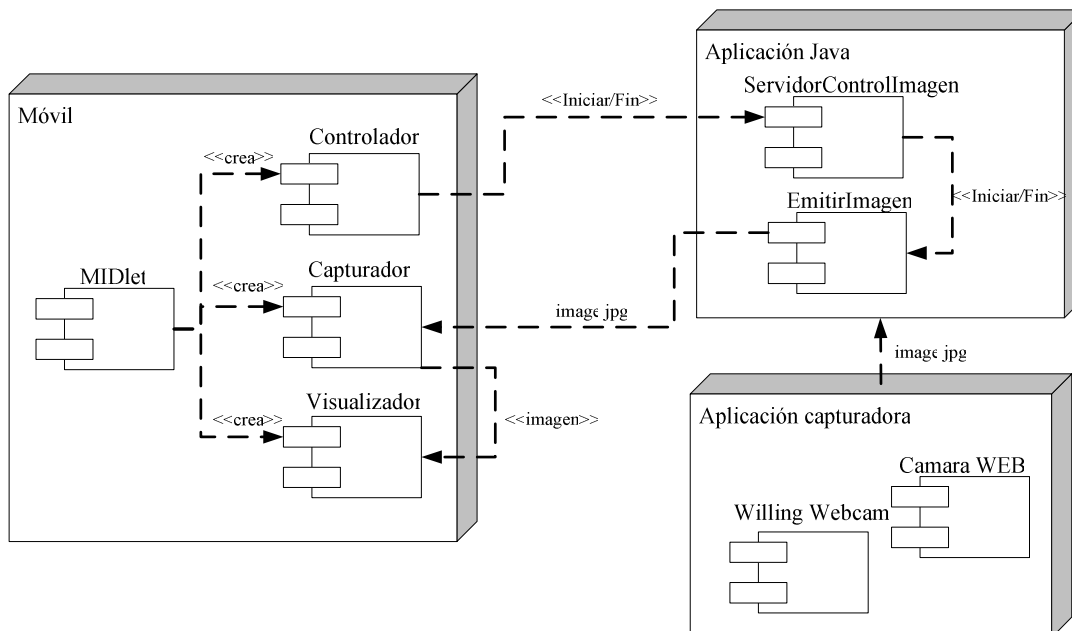 Aplicación Java
ServidorControlImagen
<<Iniciar/Fin>>
Móvil
Controlador
<<crea>>
<<Iniciar/Fin>>
EmitirImagen
MIDlet
Capturador
<<crea>>
image.jpg
image.jpg
Visualizador
<<crea>>
<<imagen>>
Aplicación capturadora
Camara WEB
Willing Webcam